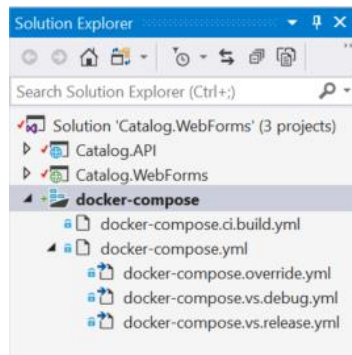 Solution Explorer
Search Solution Explorer (Ctrl+;)
Solution 'Catalog.WebForms' (3 projects)
Catalog.API
Catalog.WebForms
docker-compose
docker-compose.ci.build.yml
docker-compose.yml
docker-compose.override.yml
docker-compose.vs.debug.yml
docker-compose.vs.release.yml